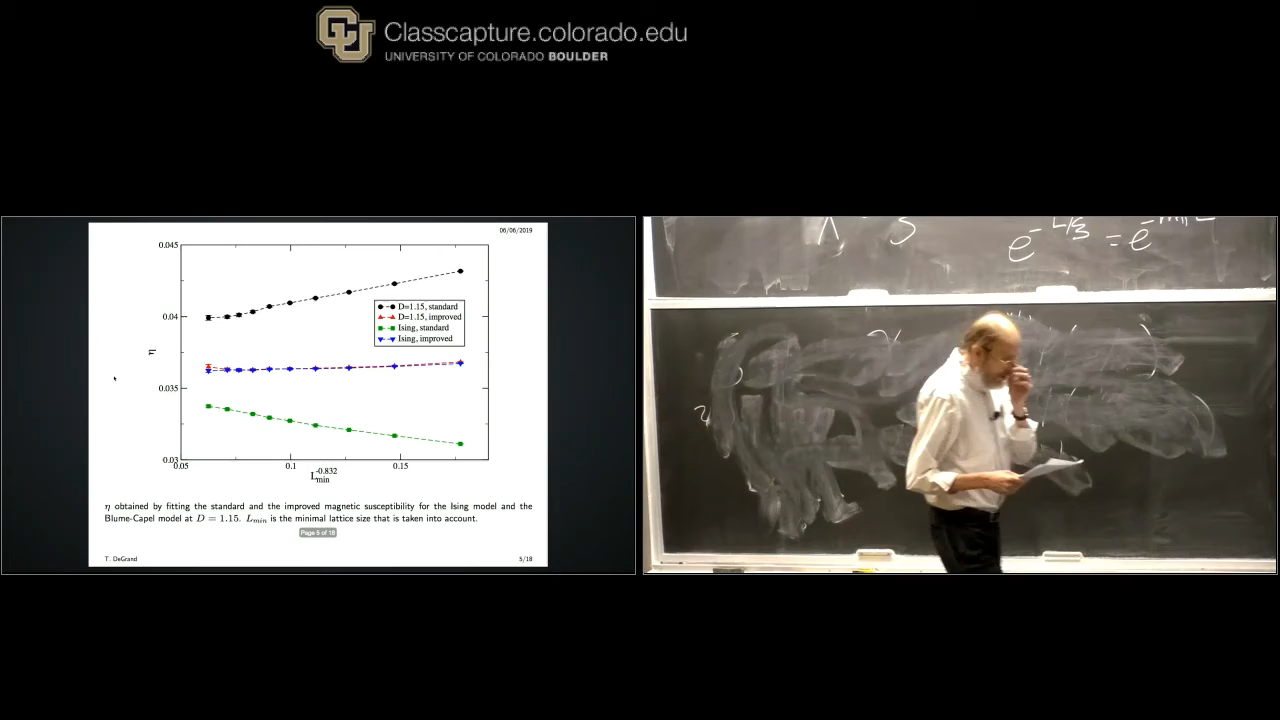 Classcapture.colorado.edu
UNIVERSITY OF COLORADO BOULDER
06/06/2019
0.045
0.04
0.035
0.03
η
D=1.15, standard
D=1.15, improved
Ising, standard
Ising, improved
0.05 0.1 0.15
L_min^-0.832
η obtained by fitting the standard and the improved magnetic susceptibility for the Ising model and the
Blume-Capel model at D = 1.15. L_min is the minimal lattice size that is taken into account.
Page 5 of 18
T. DeGrand 5/18
e^-L/ξ = e^-